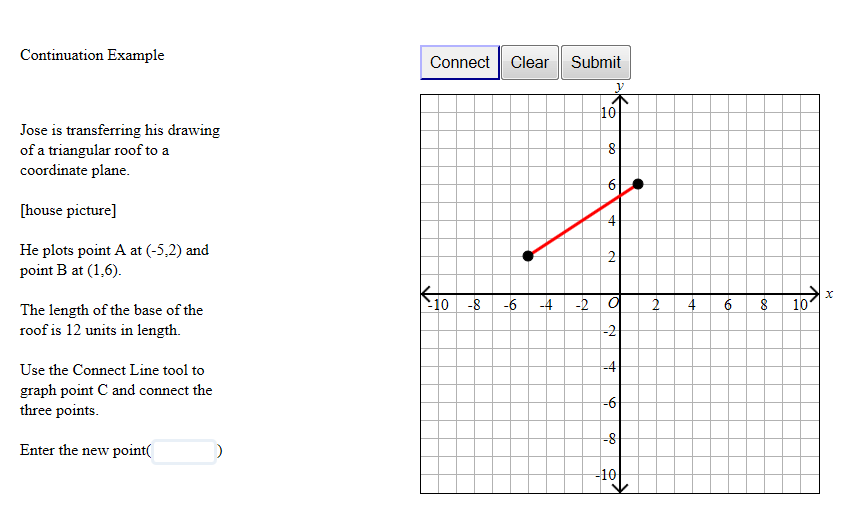 Continuation Example
Connect Clear Submit
Jose is transferring his drawing
of a triangular roof to a
coordinate plane.
[house picture]
He plots point A at (-5,2) and
point B at (1,6).
The length of the base of the
roof is 12 units in length.
Use the Connect Line tool to
graph point C and connect the
three points.
Enter the new point( )
y
10
8
6
4
2
-10 -8 -6 -4 -2 O 2 4 6 8 10 x
-2
-4
-6
-8
-10